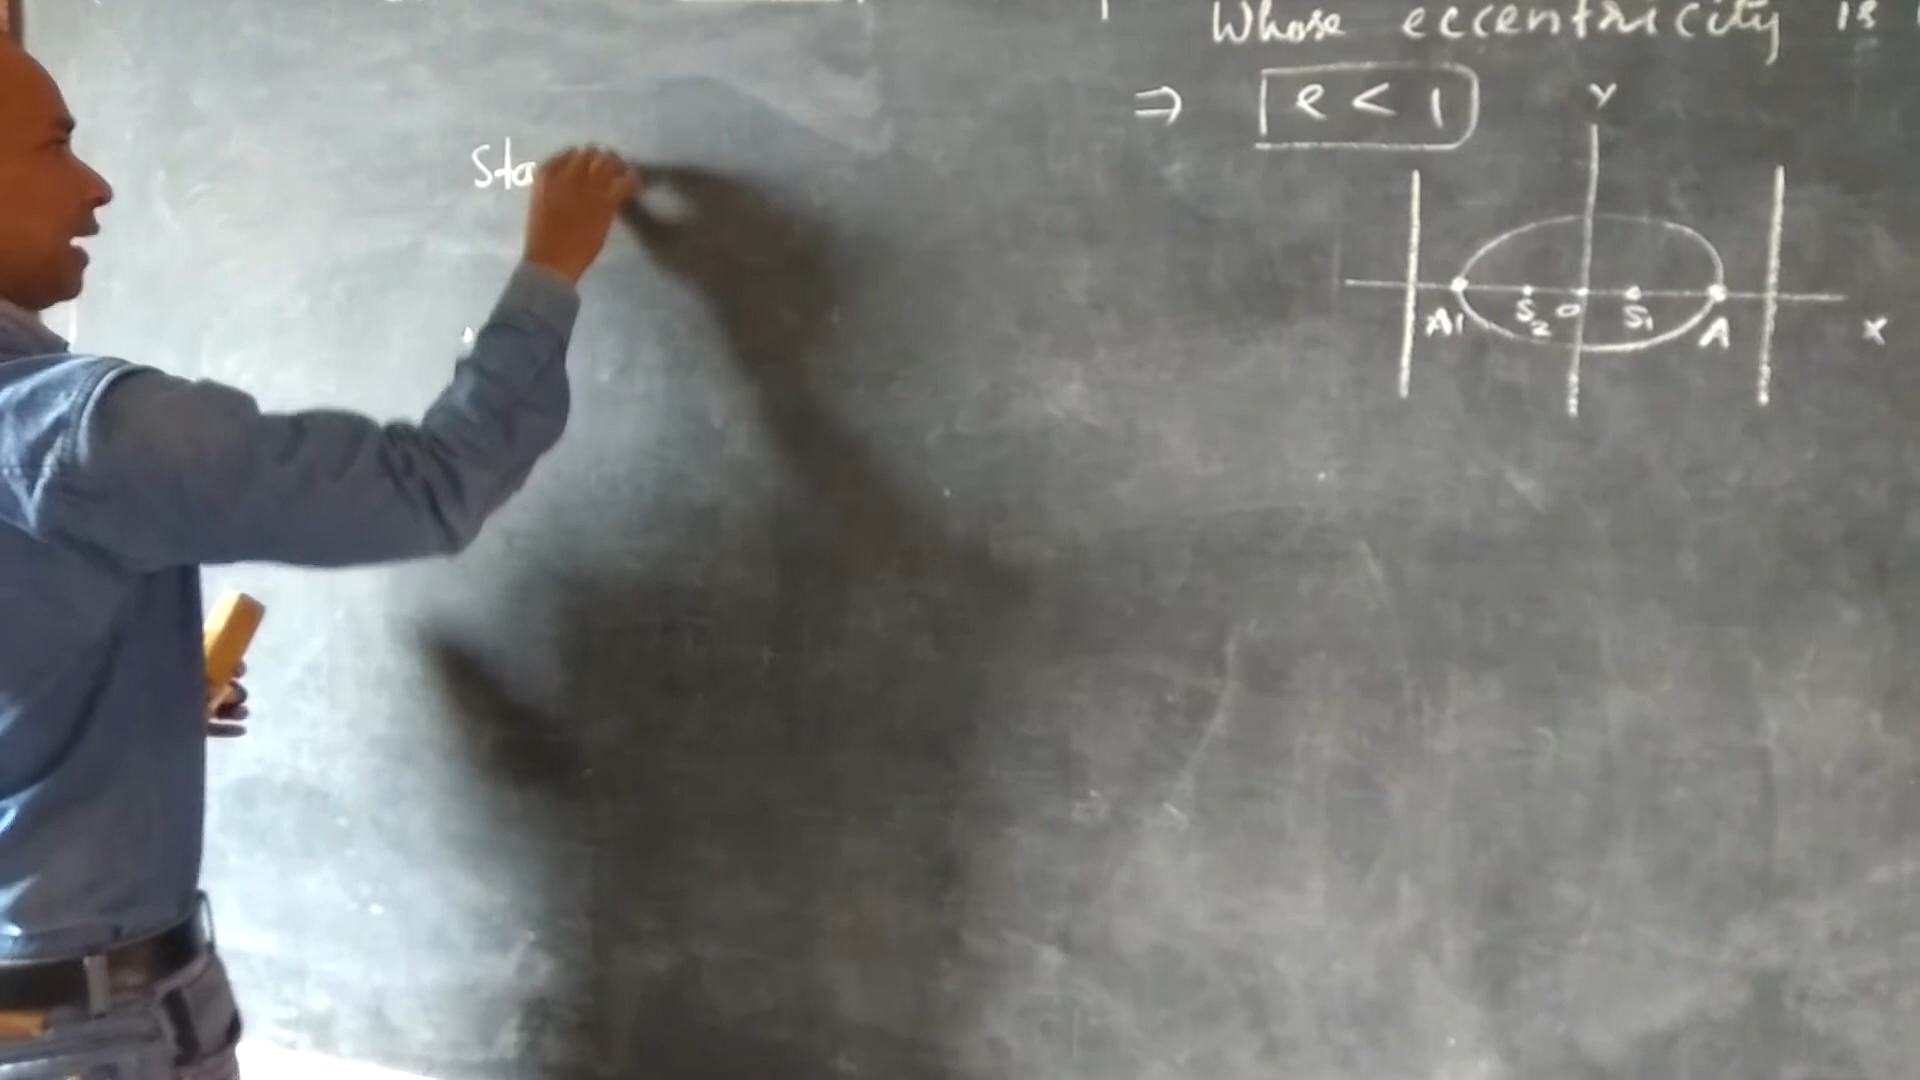 Whose eccentricity is
⇒ e < 1
Y
Sta
A1 S2 O S1 A X